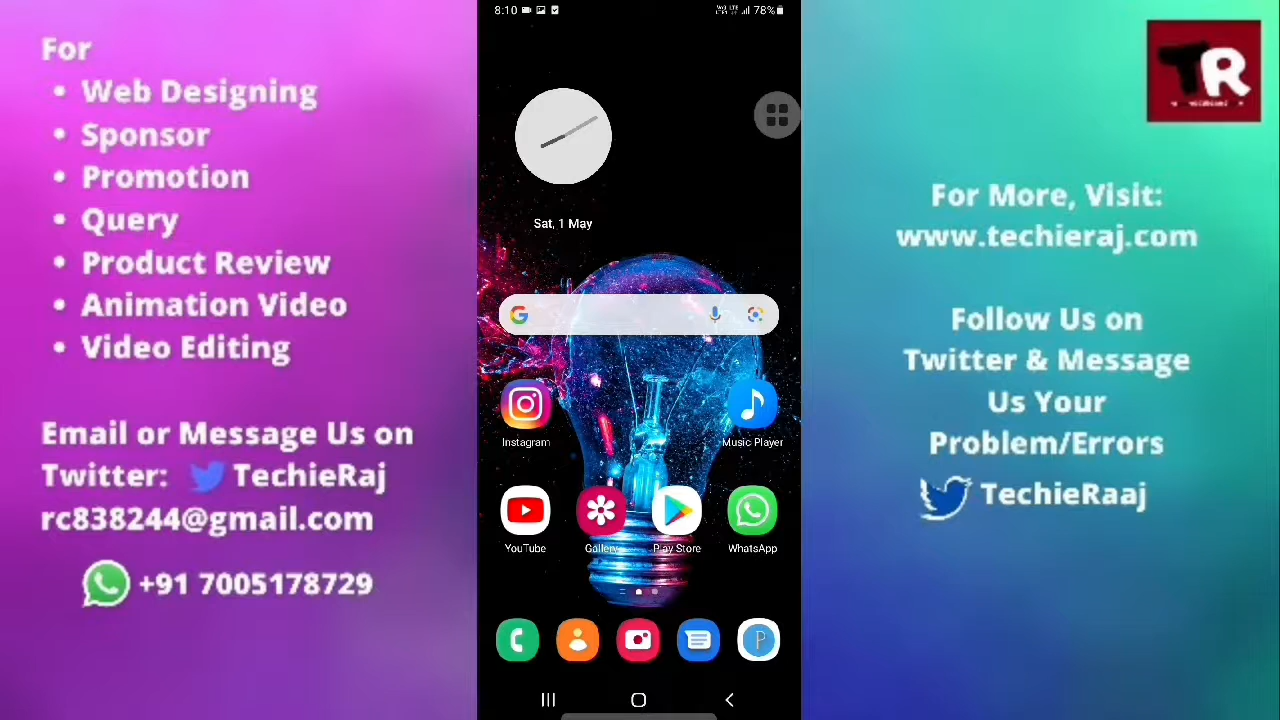 For
• Web Designing
• Sponsor
• Promotion
• Query
• Product Review
• Animation Video
• Video Editing
Email or Message Us on
Twitter: TechieRaj
rc838244@gmail.com
+91 7005178729
8:10
78%
Sat, 1 May
Instagram
Music Player
YouTube
Gallery
Play Store
WhatsApp
TR
For More, Visit:
www.techieraj.com
Follow Us on
Twitter & Message
Us Your
Problem/Errors
TechieRaaj